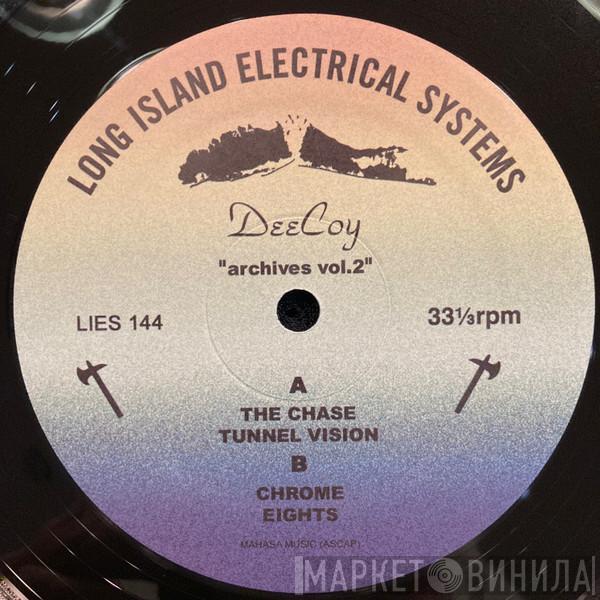 LONG ISLAND ELECTRICAL SYSTEMS
DeeCoy
"archives vol.2"
LIES 144
33⅓rpm
A
THE CHASE
TUNNEL VISION
B
CHROME
EIGHTS
MAHASA MUSIC (ASCAP)
МАРКЕТ ВИНИЛА